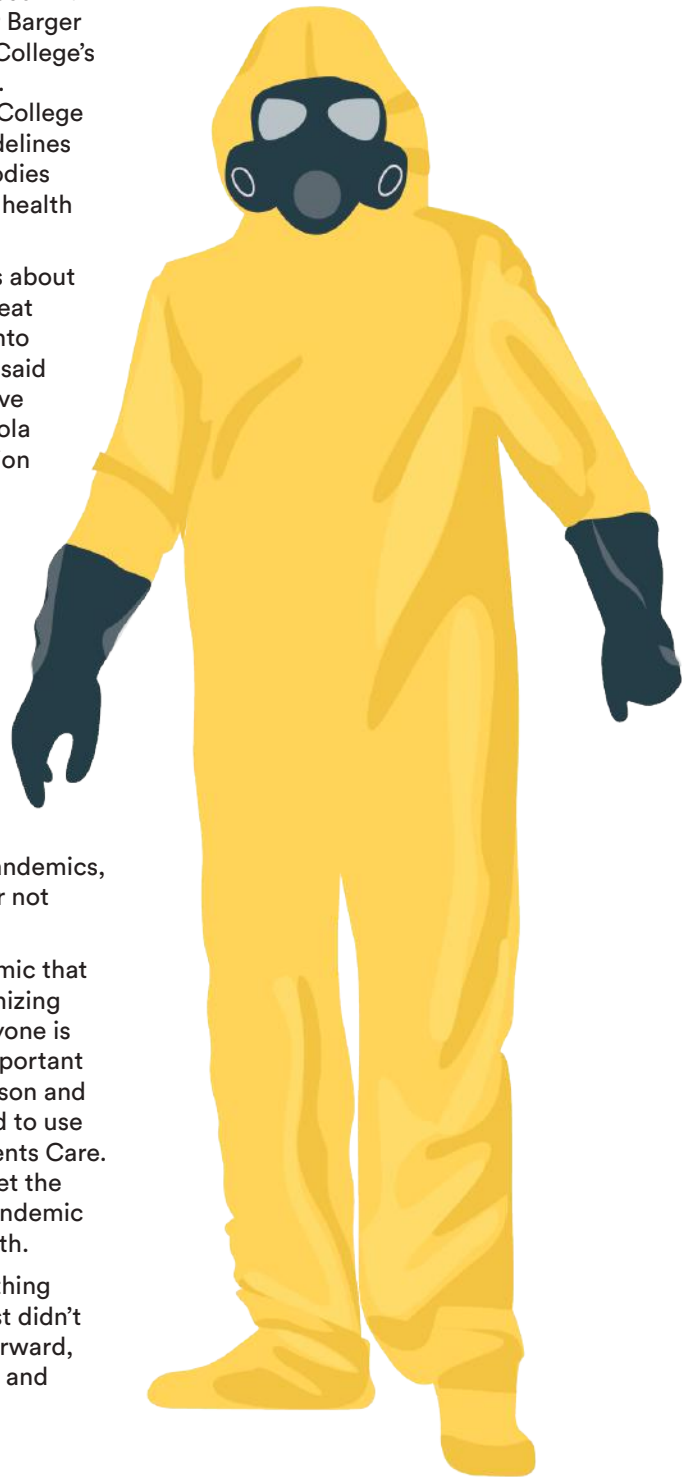 Barger
College's
.
College
delines
odies
health
s about
eat
nto
said
ve
ola
ion
andemics,
r not
mic that
nizing
yone is
portant
son and
d to use
ents Care.
et the
ndemic
th.
thing
st didn't
rward,
and